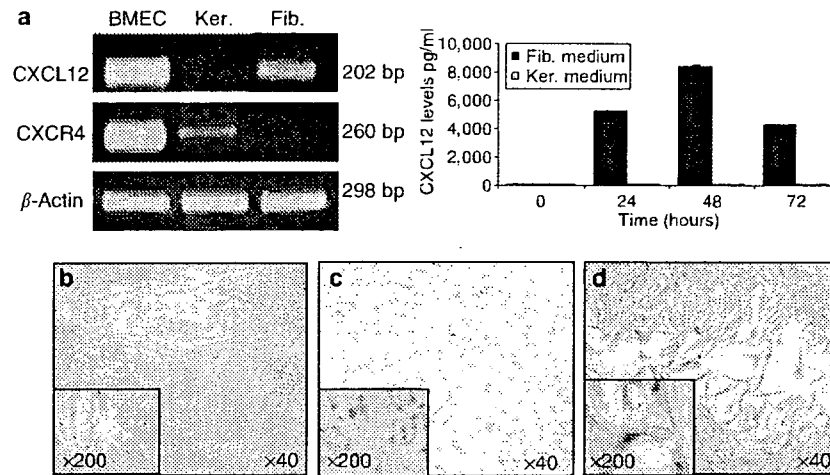 a
BMEC Ker. Fib.
CXCL12 202 bp
CXCR4 260 bp
β-Actin 298 bp
CXCL12 levels pg/ml
10,000
8,000
6,000
4,000
2,000
0
Fib. medium
Ker. medium
0 24 48 72
Time (hours)
b
×200 ×40
c
×200 ×40
d
×200 ×40